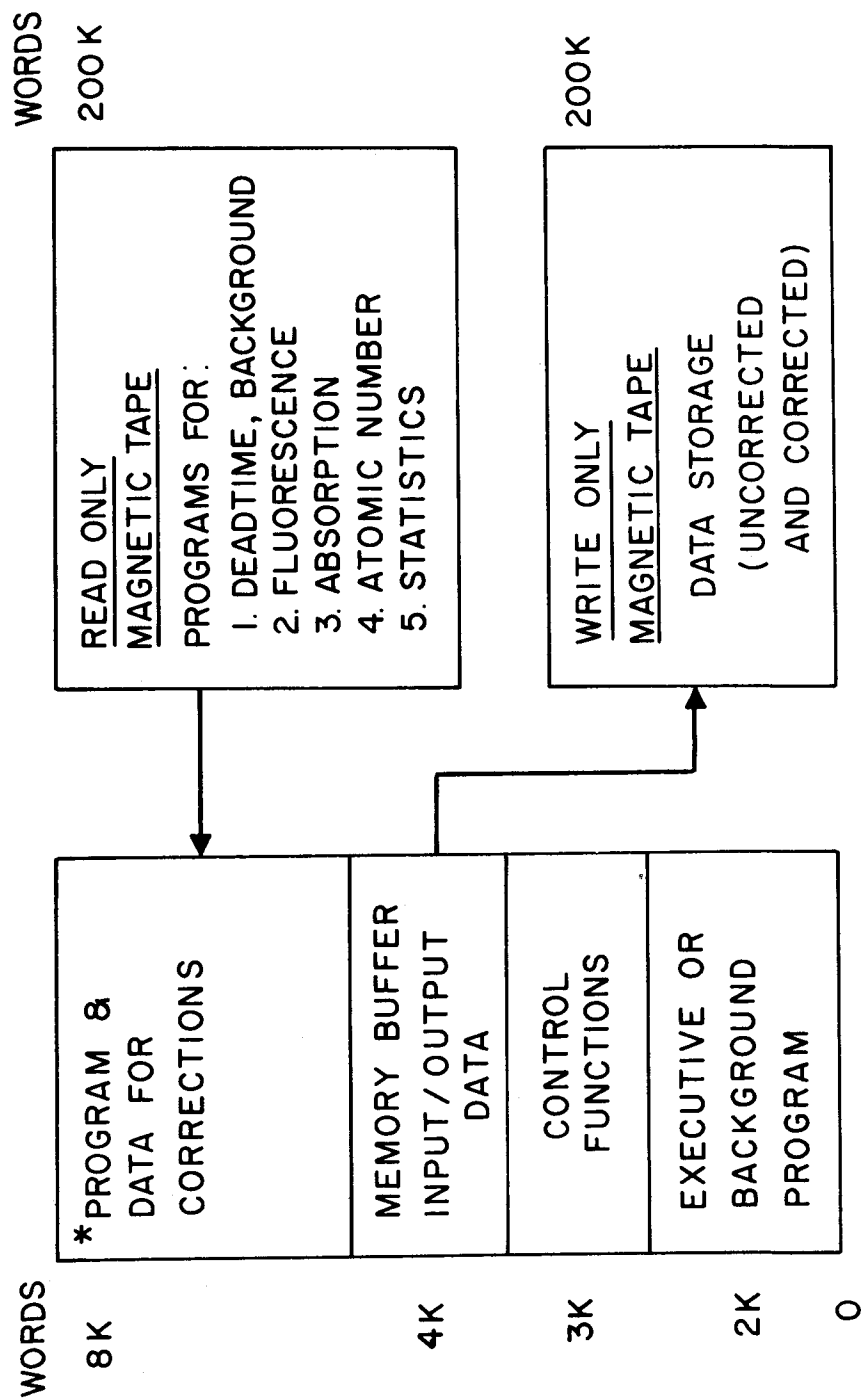 WORDS
8K
4K
3K
2K
0
*PROGRAM &
DATA FOR
CORRECTIONS
MEMORY BUFFER
INPUT/OUTPUT
DATA
CONTROL
FUNCTIONS
EXECUTIVE OR
BACKGROUND
PROGRAM
WORDS
200K
READ ONLY
MAGNETIC TAPE
PROGRAMS FOR:
1. DEADTIME, BACKGROUND
2. FLUORESCENCE
3. ABSORPTION
4. ATOMIC NUMBER
5. STATISTICS
200K
WRITE ONLY
MAGNETIC TAPE
DATA STORAGE
(UNCORRECTED
AND CORRECTED)